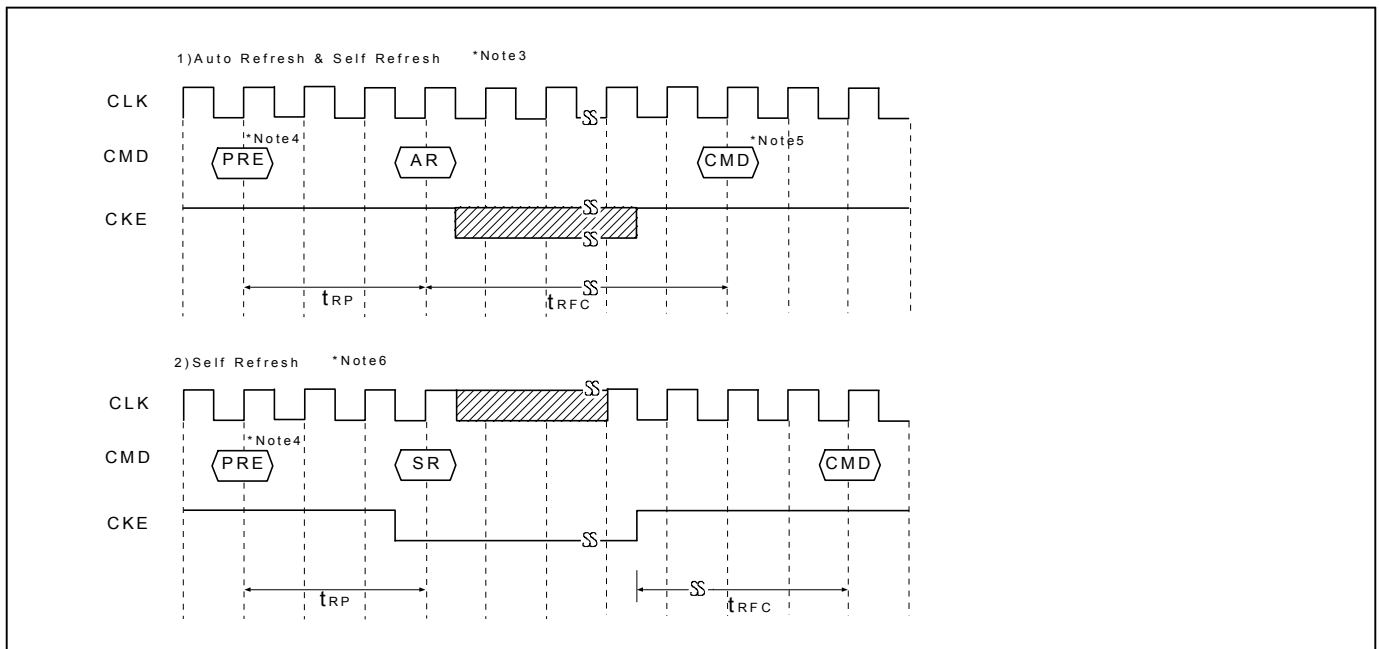 1)Auto Refresh & Self Refresh *Note3
CLK
*Note4
*Note5
CMD PRE AR CMD
CKE
tRP tRFC
2)Self Refresh *Note6
CLK
*Note4
CMD PRE SR CMD
CKE
tRP tRFC